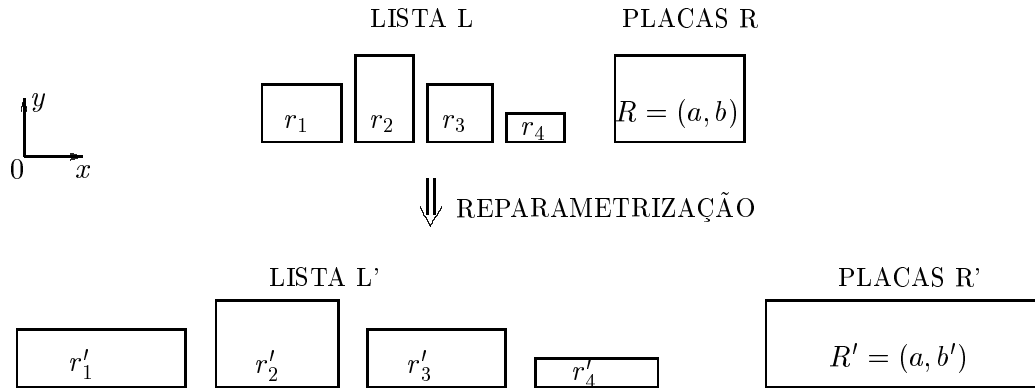 LISTA L PLACAS R
y
r₁ r₂ r₃ r₄ R = (a, b)
0 x
REPARAMETRIZAÇÃO
LISTA L' PLACAS R'
r′₁ r′₂ r′₃ r′₄ R′ = (a, b′)